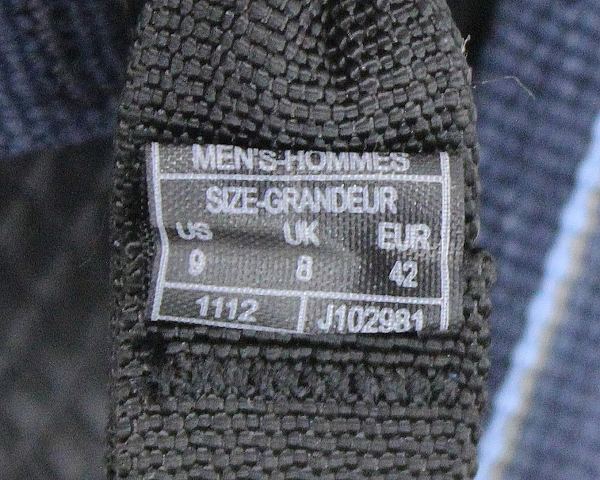 MEN'S-HOMMES
SIZE-GRANDEUR
US UK EUR
9 8 42
1112 J102981